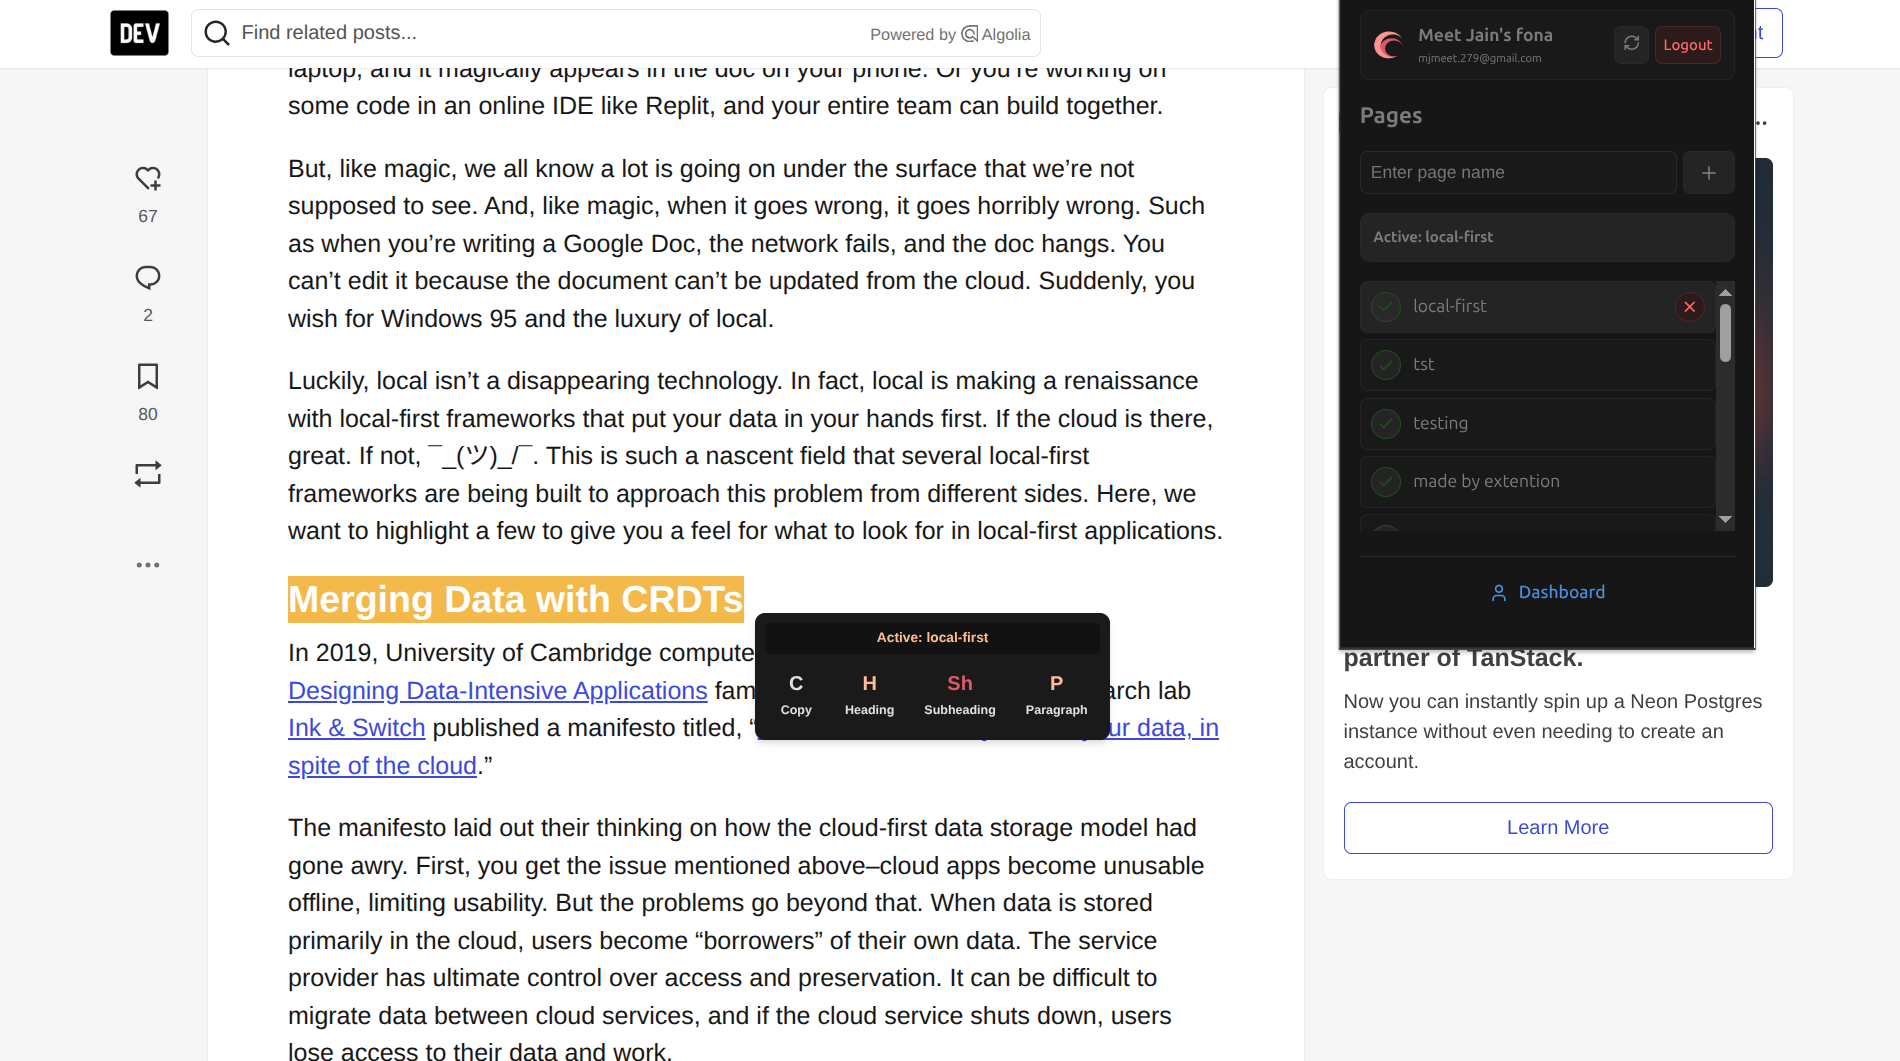 DEV
Find related posts...
Powered by Algolia
laptop, and it magically appears in the doc on your phone. Or you're working on
some code in an online IDE like Replit, and your entire team can build together.
But, like magic, we all know a lot is going on under the surface that we’re not
supposed to see. And, like magic, when it goes wrong, it goes horribly wrong. Such
as when you’re writing a Google Doc, the network fails, and the doc hangs. You
can’t edit it because the document can’t be updated from the cloud. Suddenly, you
wish for Windows 95 and the luxury of local.
Luckily, local isn’t a disappearing technology. In fact, local is making a renaissance
with local-first frameworks that put your data in your hands first. If the cloud is there,
great. If not, ¯_(ツ)_/¯. This is such a nascent field that several local-first
frameworks are being built to approach this problem from different sides. Here, we
want to highlight a few to give you a feel for what to look for in local-first applications.
Merging Data with CRDTs
In 2019, University of Cambridge compute
Designing Data-Intensive Applications fam arch lab
Ink & Switch published a manifesto titled, “ ur data, in
spite of the cloud.”
The manifesto laid out their thinking on how the cloud-first data storage model had
gone awry. First, you get the issue mentioned above–cloud apps become unusable
offline, limiting usability. But the problems go beyond that. When data is stored
primarily in the cloud, users become “borrowers” of their own data. The service
provider has ultimate control over access and preservation. It can be difficult to
migrate data between cloud services, and if the cloud service shuts down, users
lose access to their data and work.
67
2
80
Active: local-first
C H Sh P
Copy Heading Subheading Paragraph
Meet Jain's fona
mjmeet.279@gmail.com
Logout
Pages
Enter page name
+
Active: local-first
local-first
tst
testing
made by extention
Dashboard
t
partner of TanStack.
Now you can instantly spin up a Neon Postgres
instance without even needing to create an
account.
Learn More